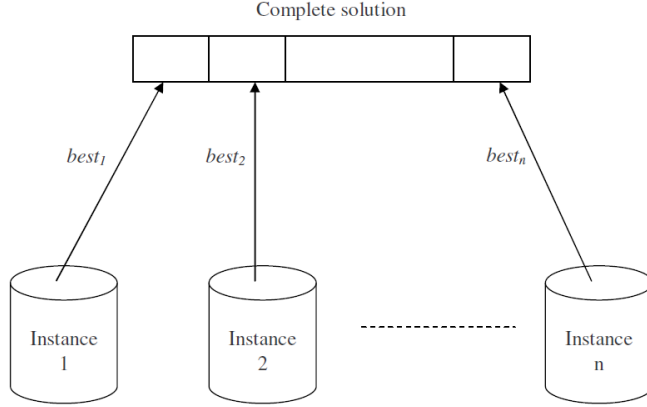 Complete solution
best1
best2
bestn
Instance
1
Instance
2
Instance
n